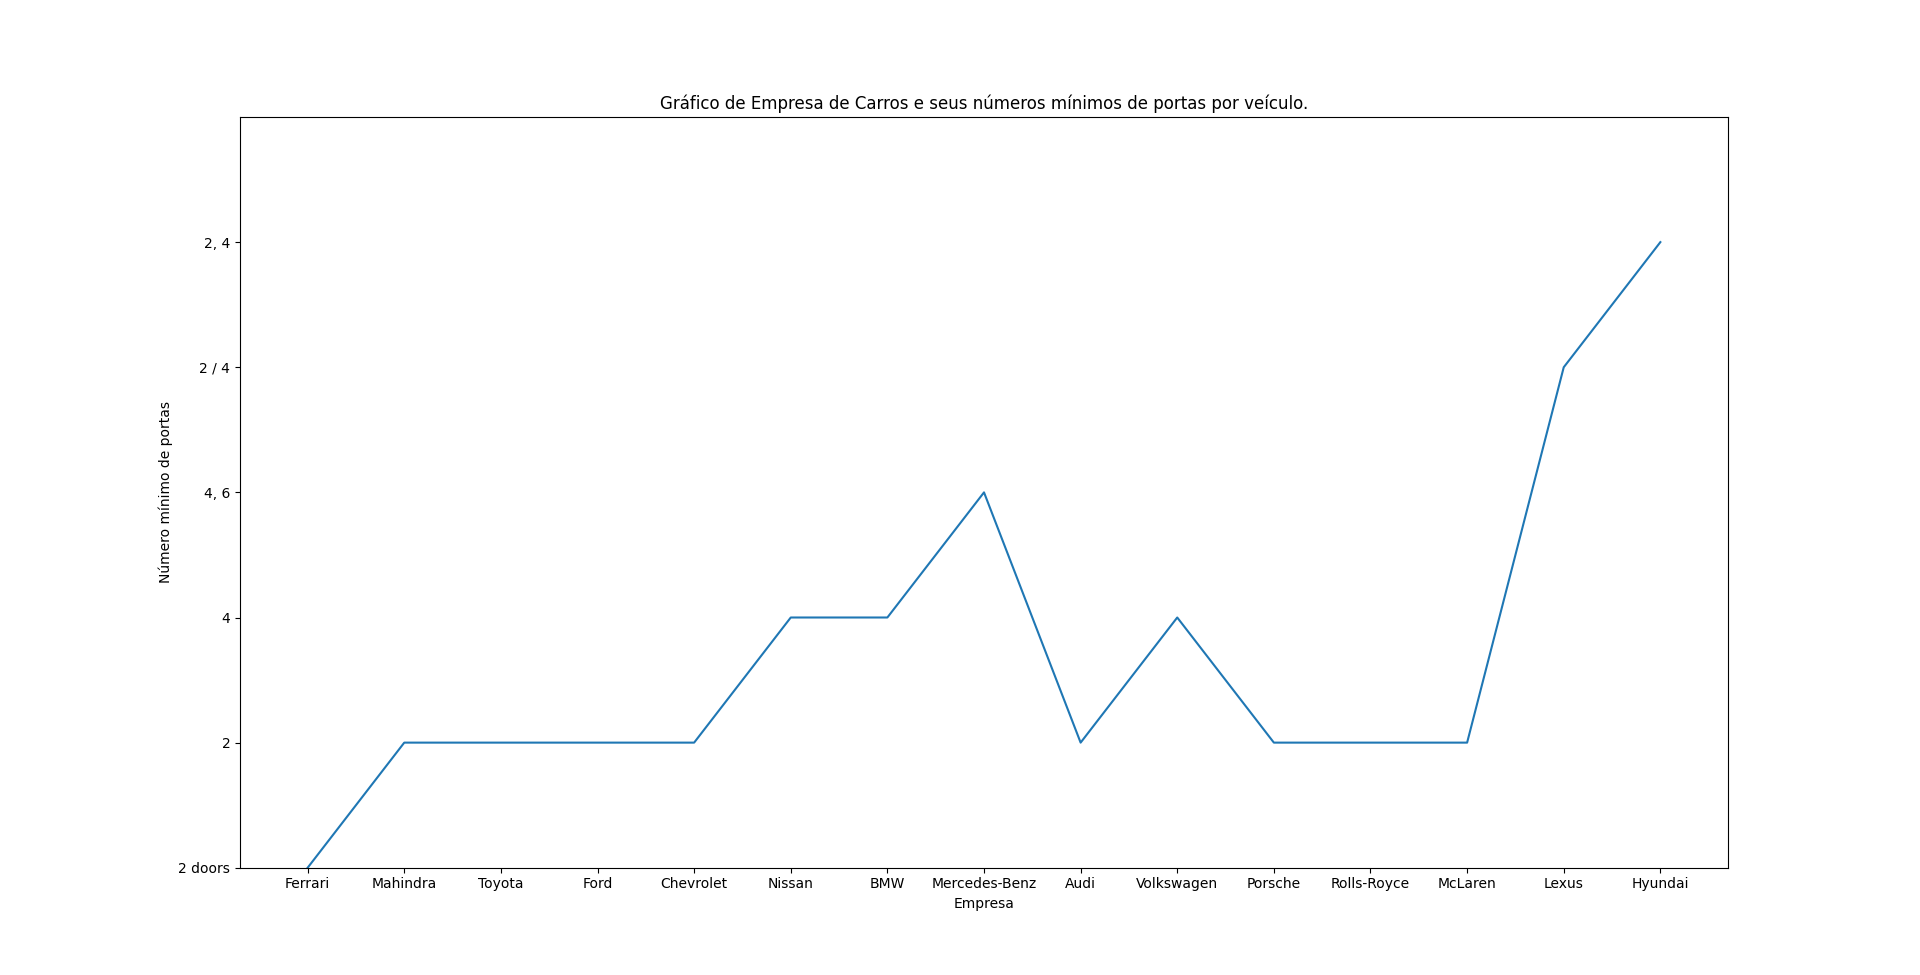 Gráfico de Empresa de Carros e seus números mínimos de portas por veículo.
Número mínimo de portas
2, 4
2 / 4
4, 6
4
2
2 doors
Ferrari Mahindra Toyota Ford Chevrolet Nissan BMW Mercedes-Benz Audi Volkswagen Porsche Rolls-Royce McLaren Lexus Hyundai
Empresa